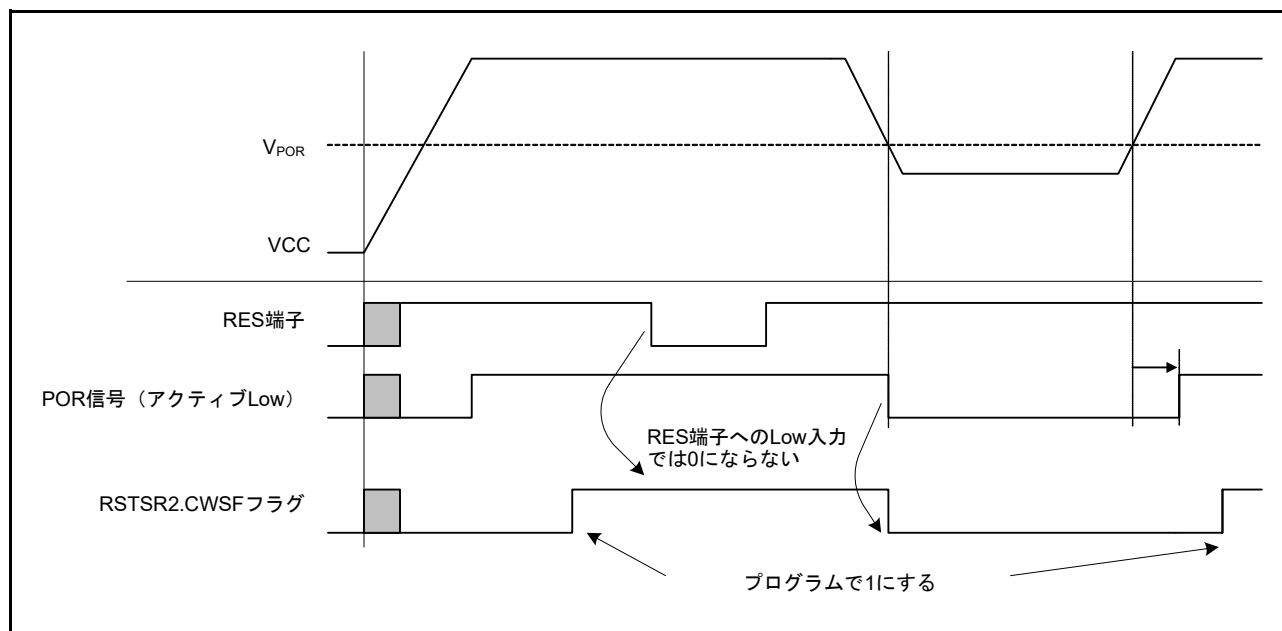 VPOR
VCC
RES端子
POR信号（アクティブLow）
RES端子へのLow入力
では0にならない
RSTSR2.CWSFフラグ
プログラムで1にする